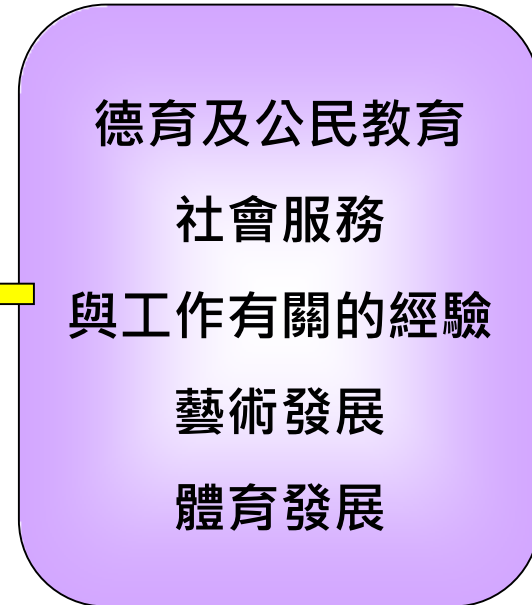 德育及公民教育
社會服務
與工作有關的經驗
藝術發展
體育發展